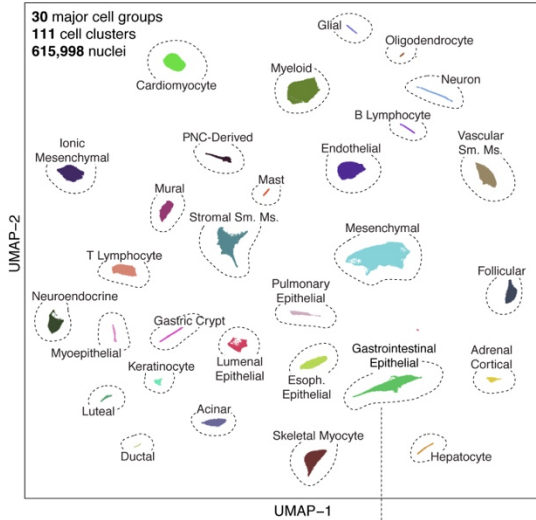 30 major cell groups
111 cell clusters
615,998 nuclei
Glial
Oligodendrocyte
Cardiomyocyte
Myeloid
Neuron
B Lymphocyte
Ionic
Mesenchymal
PNC-Derived
Endothelial
Vascular
Sm. Ms.
Mast
Mural
Stromal Sm. Ms.
Mesenchymal
T Lymphocyte
Follicular
Neuroendocrine
Pulmonary
Epithelial
Gastric Crypt
Myoepithelial
Lumenal
Epithelial
Keratinocyte
Esoph.
Epithelial
Gastrointestinal
Epithelial
Adrenal
Cortical
Luteal
Acinar
Ductal
Skeletal Myocyte
Hepatocyte
UMAP-2
UMAP-1